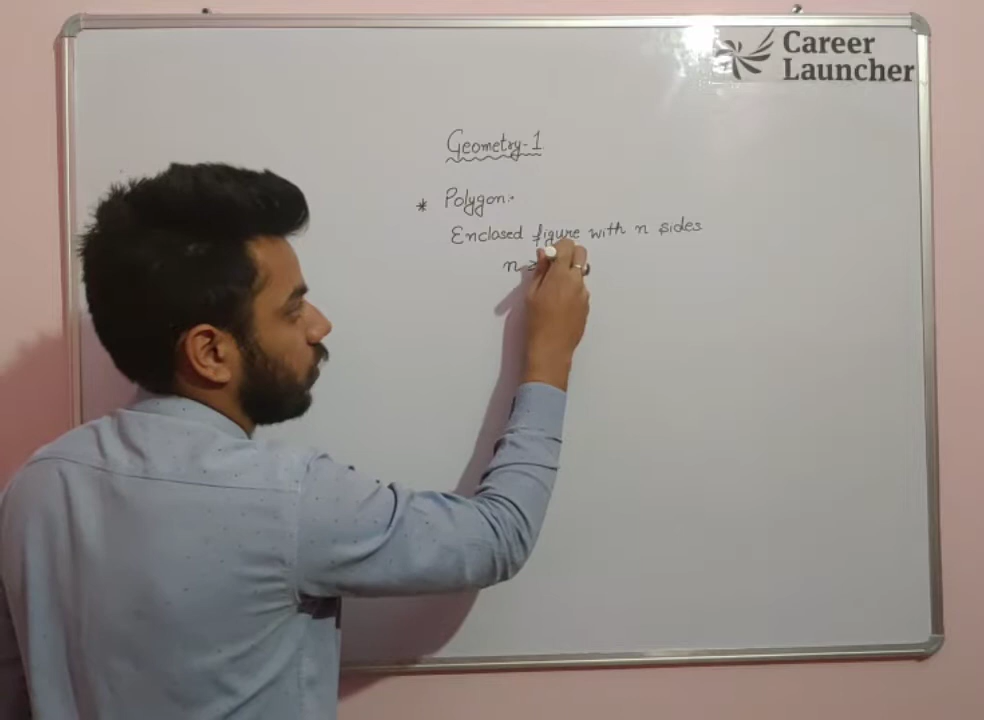 Career
Launcher
Geometry-1
* Polygon:-
Enclosed figure with n sides
n ≥